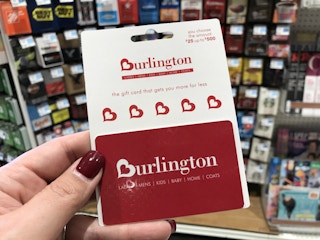 you choose
the amount
$25 up to $500
Burlington
the gift card that gets you more for less
Burlington
LADIES | MENS | KIDS | BABY | HOME | COATS